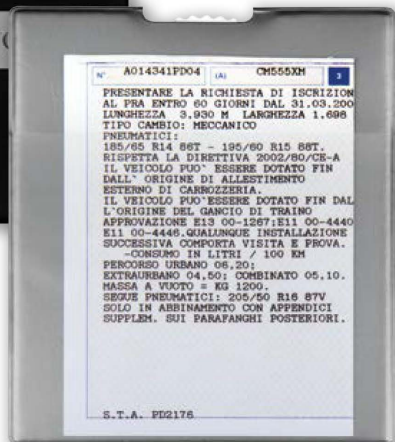 N° A014341PD04 (A) CM555XM 3
PRESENTARE LA RICHIESTA DI ISCRIZION
AL PRA ENTRO 60 GIORNI DAL 31.03.200
LUNGHEZZA 3,930 M LARGHEZZA 1,698
TIPO CAMBIO: MECCANICO
PNEUMATICI:
185/65 R14 86T - 195/60 R15 88T.
RISPETTA LA DIRETTIVA 2002/80/CE-A
IL VEICOLO PUO` ESSERE DOTATO FIN
DALL` ORIGINE DI ALLESTIMENTO
ESTERNO DI CARROZZERIA.
IL VEICOLO PUO`ESSERE DOTATO FIN DAL
L`ORIGINE DEL GANCIO DI TRAINO
APPROVAZIONE E13 00-1267;E11 00-4440
E11 00-4446.QUALUNQUE INSTALLAZIONE
SUCCESSIVA COMPORTA VISITA E PROVA.
-CONSUMO IN LITRI / 100 KM
PERCORSO URBANO 06,20;
EXTRAURBANO 04,50; COMBINATO 05,10.
MASSA A VUOTO = KG 1200.
SEGUE PNEUMATICI: 205/50 R16 87V
SOLO IN ABBINAMENTO CON APPENDICI
SUPPLEM. SUI PARAFANGHI POSTERIORI.
S.T.A. PD2176